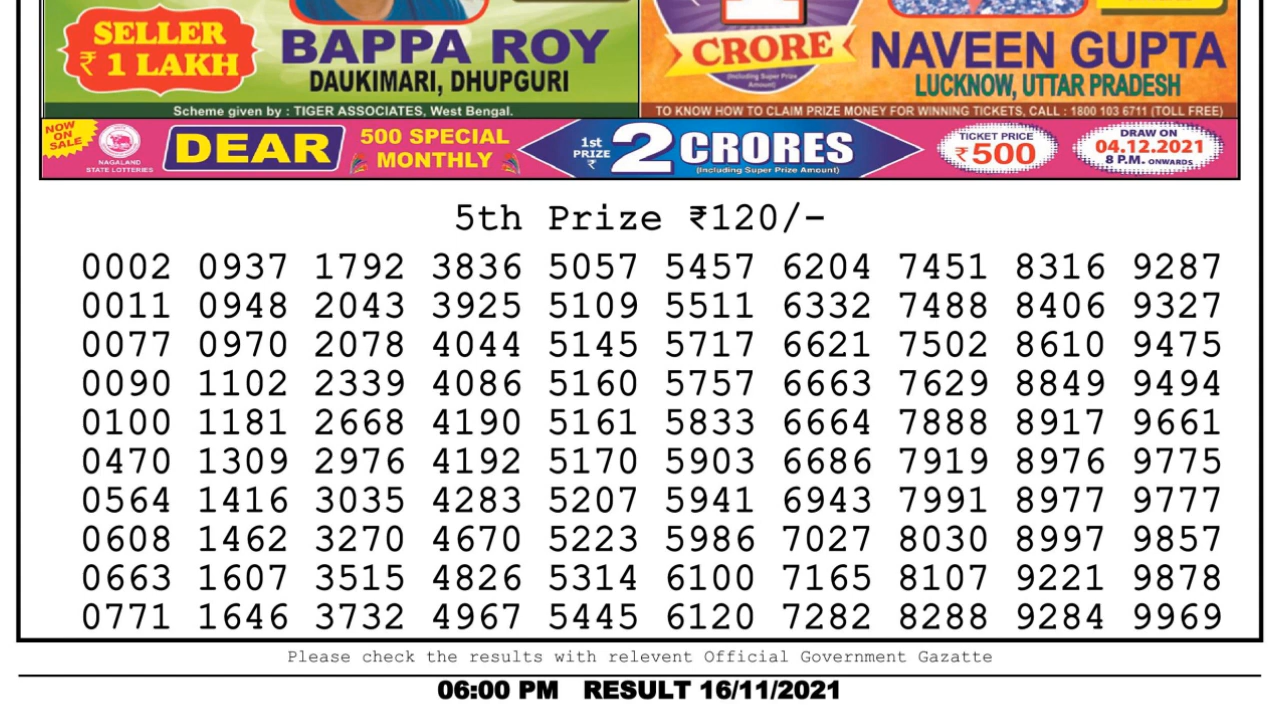 SELLER
₹ 1 LAKH
BAPPA ROY
DAUKIMARI, DHUPGURI
Scheme given by : TIGER ASSOCIATES, West Bengal.
1
CRORE
(Including Super Prize
Amount)
NAVEEN GUPTA
LUCKNOW, UTTAR PRADESH
TO KNOW HOW TO CLAIM PRIZE MONEY FOR WINNING TICKETS, CALL : 1800 103 6711 (TOLL FREE)
NOW
ON
SALE
NAGALAND
STATE LOTTERIES
DEAR
500 SPECIAL
MONTHLY
1st
PRIZE
₹
2 CRORES
(Including Super Prize Amount)
TICKET PRICE
₹500
DRAW ON
04.12.2021
8 P.M. ONWARDS
5th Prize ₹120/-
0002 0937 1792 3836 5057 5457 6204 7451 8316 9287
0011 0948 2043 3925 5109 5511 6332 7488 8406 9327
0077 0970 2078 4044 5145 5717 6621 7502 8610 9475
0090 1102 2339 4086 5160 5757 6663 7629 8849 9494
0100 1181 2668 4190 5161 5833 6664 7888 8917 9661
0470 1309 2976 4192 5170 5903 6686 7919 8976 9775
0564 1416 3035 4283 5207 5941 6943 7991 8977 9777
0608 1462 3270 4670 5223 5986 7027 8030 8997 9857
0663 1607 3515 4826 5314 6100 7165 8107 9221 9878
0771 1646 3732 4967 5445 6120 7282 8288 9284 9969
Please check the results with relevent Official Government Gazatte
06:00 PM RESULT 16/11/2021